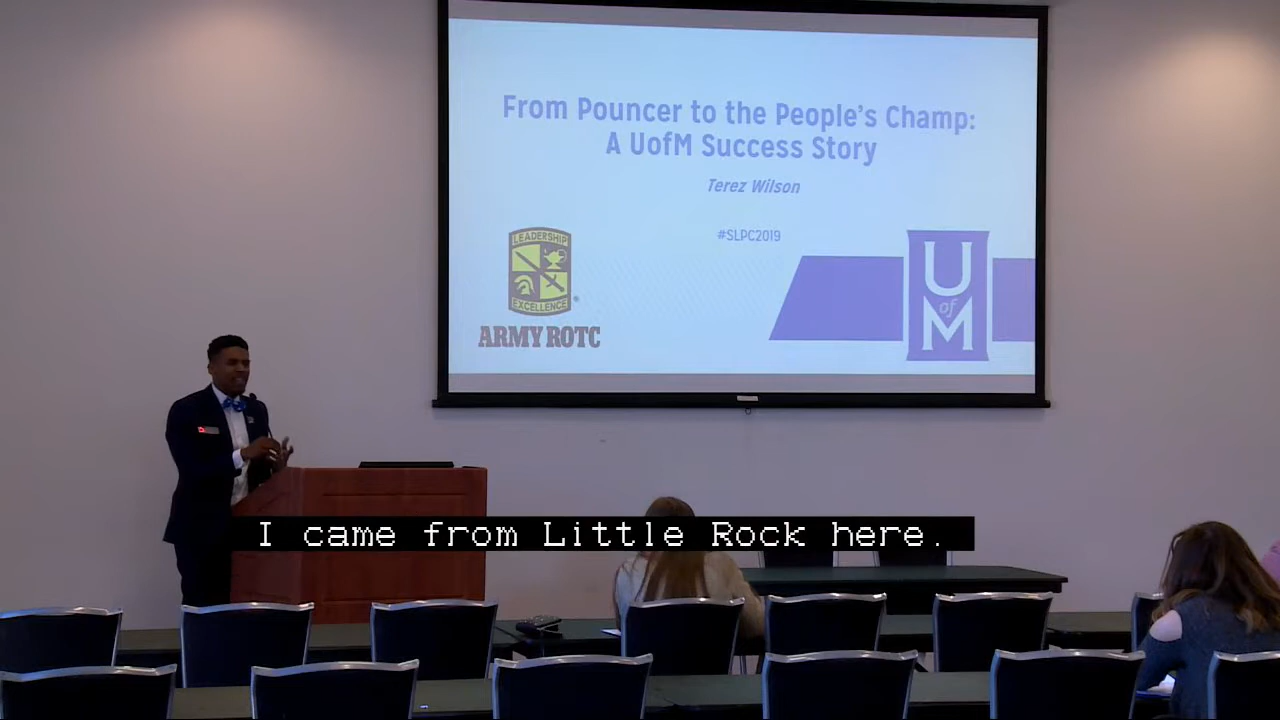 From Pouncer to the People's Champ:
A UofM Success Story
Terez Wilson
#SLPC2019
LEADERSHIP
EXCELLENCE
ARMY ROTC
U
of
M
I came from Little Rock here.